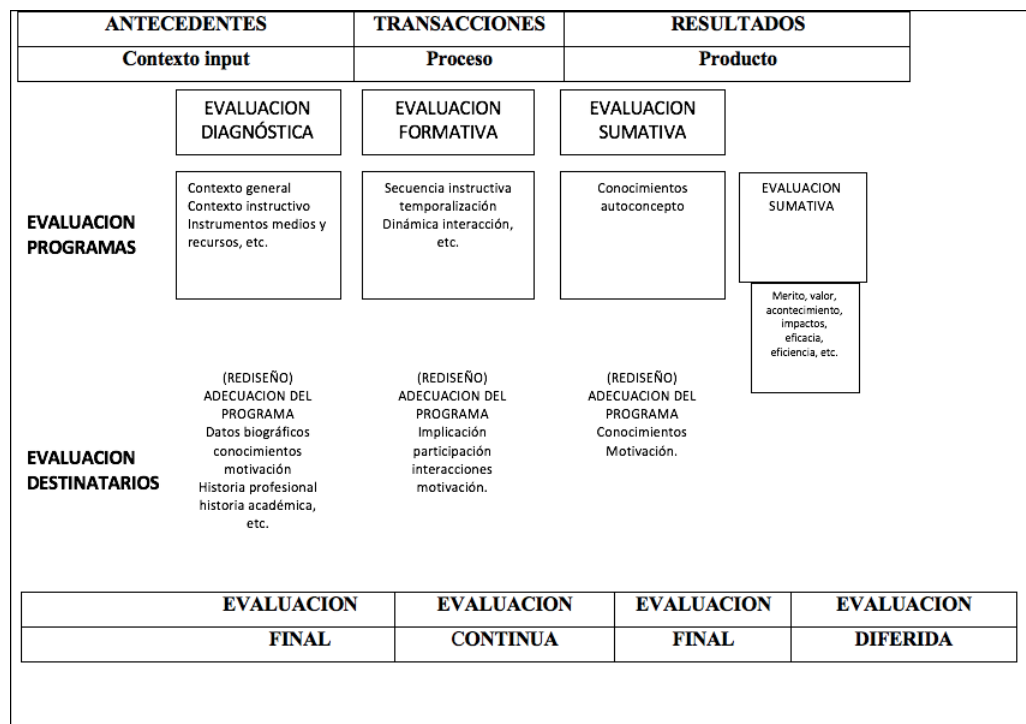 ANTECEDENTES
TRANSACCIONES
RESULTADOS
Contexto input
Proceso
Producto
EVALUACION
DIAGNÓSTICA
EVALUACION
FORMATIVA
EVALUACION
SUMATIVA
EVALUACION
PROGRAMAS
Contexto general
Contexto instructivo
Instrumentos medios y
recursos, etc.
Secuencia instructiva
temporalización
Dinámica interacción,
etc.
Conocimientos
autoconcepto
EVALUACION
SUMATIVA
Merito, valor,
acontecimiento,
impactos,
eficacia,
eficiencia, etc.
EVALUACION
DESTINATARIOS
(REDISEÑO)
ADECUACION DEL
PROGRAMA
Datos biográficos
conocimientos
motivación
Historia profesional
historia académica,
etc.
(REDISEÑO)
ADECUACION DEL
PROGRAMA
Implicación
participación
interacciones
motivación.
(REDISEÑO)
ADECUACION DEL
PROGRAMA
Conocimientos
Motivación.
EVALUACION
EVALUACION
EVALUACION
EVALUACION
FINAL
CONTINUA
FINAL
DIFERIDA